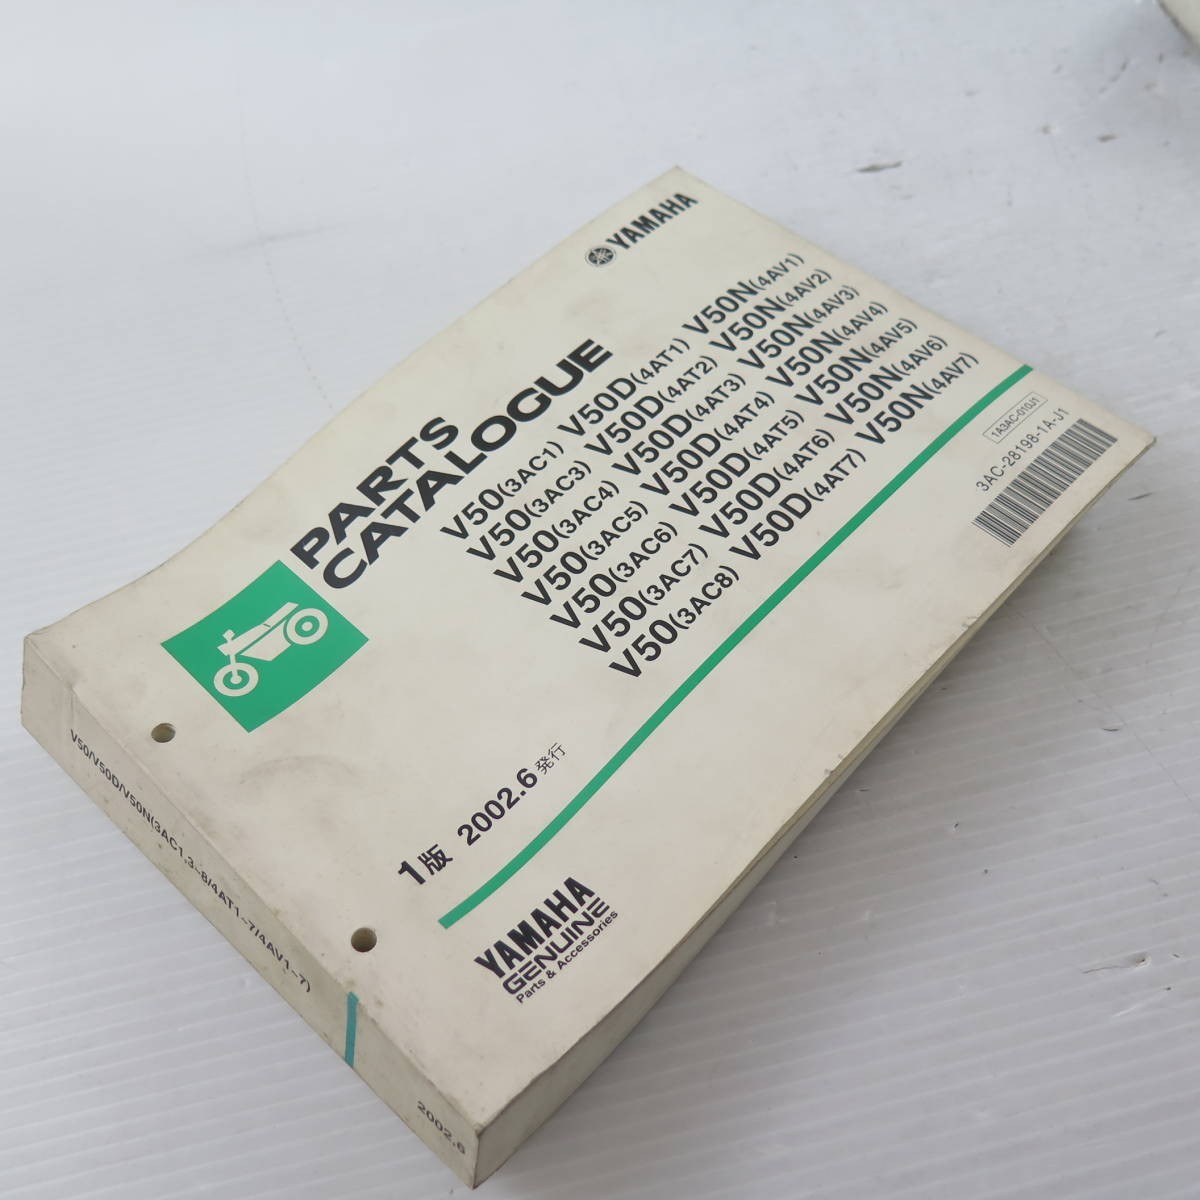 YAMAHA
PARTS
CATALOGUE
V50(3AC1) V50D(4AT1) V50N(4AV1)
V50(3AC3) V50D(4AT2) V50N(4AV2)
V50(3AC4) V50D(4AT3) V50N(4AV3)
V50(3AC5) V50D(4AT4) V50N(4AV4)
V50(3AC6) V50D(4AT5) V50N(4AV5)
V50(3AC7) V50D(4AT6) V50N(4AV6)
V50(3AC8) V50D(4AT7) V50N(4AV7)
1A3AC-010J1
3AC-28198-1A-J1
1版 2002.6 発行
YAMAHA
GENUINE
Parts & Accessories
V50/V50D/V50N(3AC1,3~8/4AT1~7/4AV1~7)
2002.6